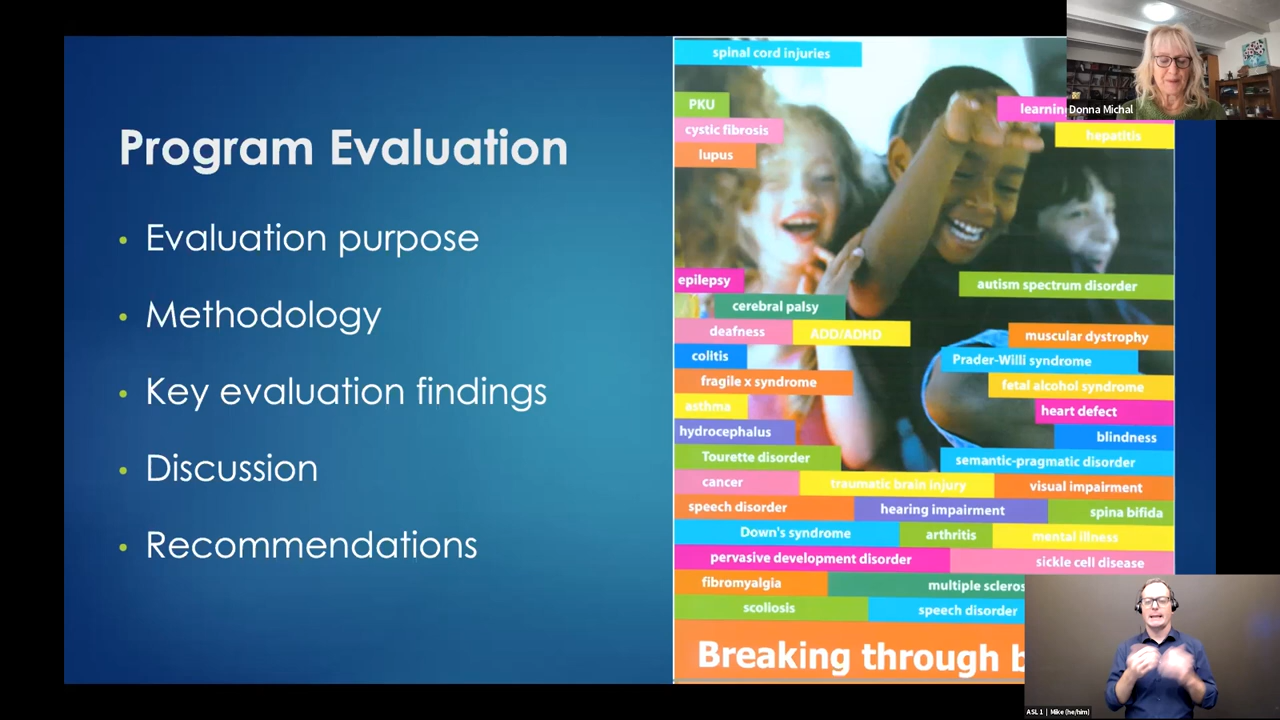 Program Evaluation
• Evaluation purpose
• Methodology
• Key evaluation findings
• Discussion
• Recommendations
spinal cord injuries
PKU
cystic fibrosis
lupus
hepatitis
epilepsy
autism spectrum disorder
cerebral palsy
deafness
ADD/ADHD
muscular dystrophy
colitis
Prader-Willi syndrome
fragile x syndrome
fetal alcohol syndrome
asthma
heart defect
hydrocephalus
blindness
Tourette disorder
semantic-pragmatic disorder
cancer
traumatic brain injury
visual impairment
speech disorder
hearing impairment
spina bifida
Down's syndrome
arthritis
mental illness
pervasive development disorder
sickle cell disease
fibromyalgia
multiple
scoliosis
speech disorder
Breaking through
Donna Michal
ASL 1 | Mike (he/him)